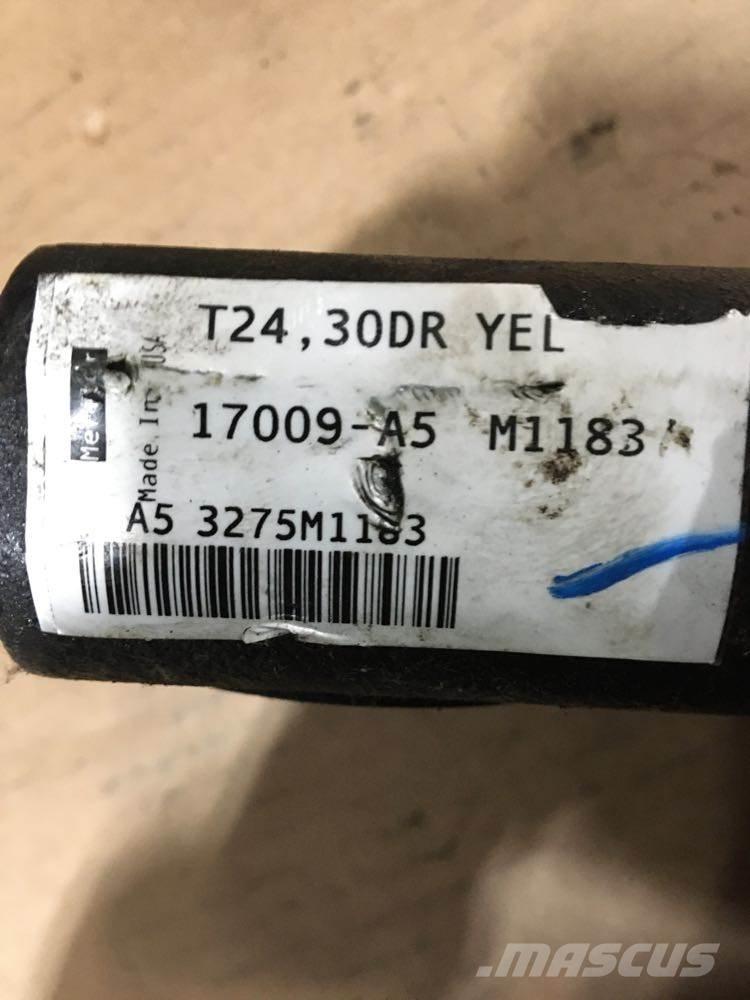 T24,30DR YEL
17009-A5 M1183
Made In USA
A5 3275M1183
MASCUS